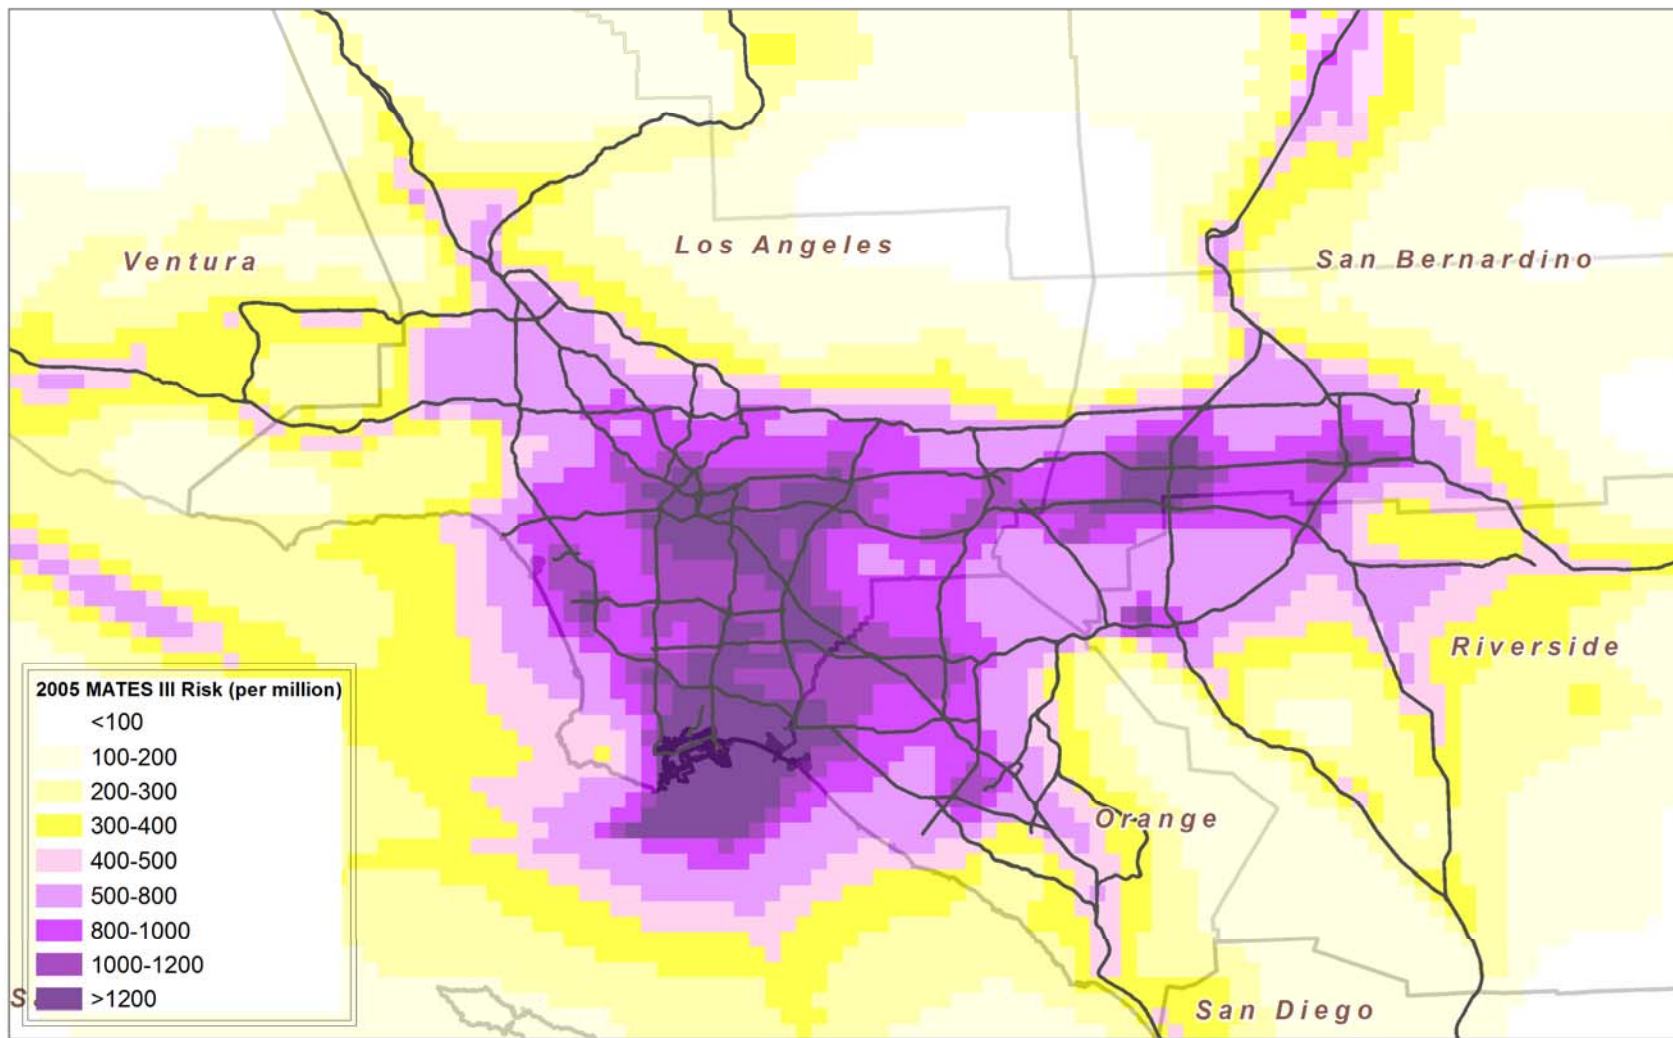 Los Angeles
Ventura
San Bernardino
Riverside
2005 MATES III Risk (per million)
<100
100-200
200-300
300-400
400-500
500-800
800-1000
1000-1200
>1200
Orange
San Diego